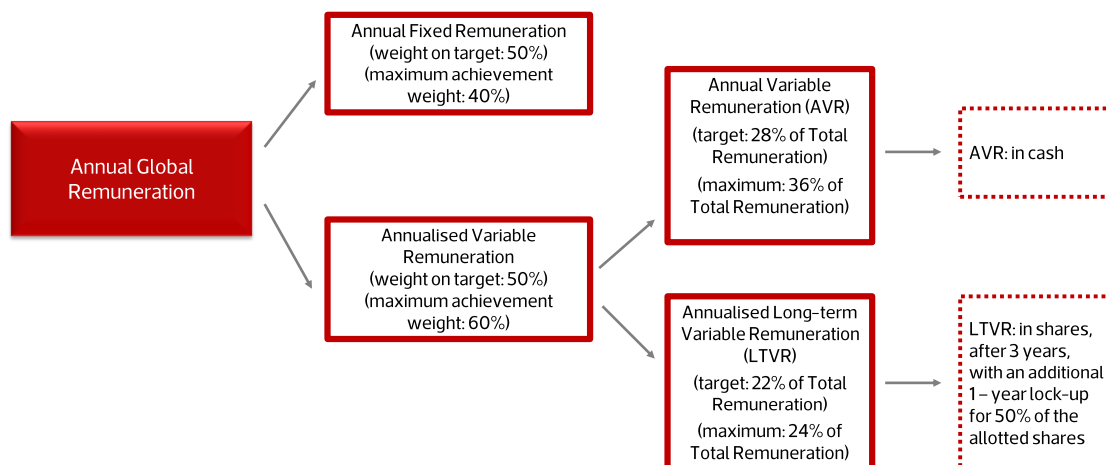 Annual Global
Remuneration
Annual Fixed Remuneration
(weight on target: 50%)
(maximum achievement
weight: 40%)
Annualised Variable
Remuneration
(weight on target: 50%)
(maximum achievement
weight: 60%)
Annual Variable
Remuneration (AVR)
(target: 28% of Total
Remuneration)
(maximum: 36% of
Total Remuneration)
AVR: in cash
Annualised Long-term
Variable Remuneration
(LTVR)
(target: 22% of Total
Remuneration)
(maximum: 24% of
Total Remuneration)
LTVR: in shares,
after 3 years,
with an additional
1 – year lock-up
for 50% of the
allotted shares